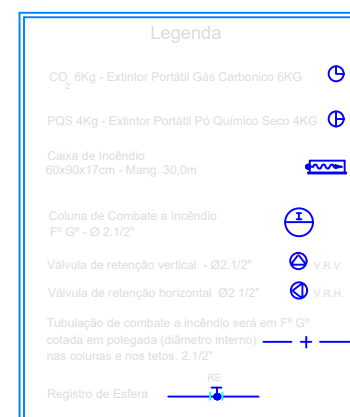 Legenda
CO2 6Kg - Extintor Portátil Gás Carbonico 6KG
PQS 4Kg - Extintor Portátil Pó Químico Seco 4KG
Caixa de Incêndio
60x90x17cm - Mang. 30,0m
Coluna de Combate a Incêndio
Fº Gº - Ø 2.1/2"
I
Válvula de retenção vertical - Ø2.1/2" V.R.V.
Válvula de retenção horizontal Ø2 1/2" V.R.H.
Tubulação de combate a incêndio será em Fº Gº
cotada em polegada (diâmetro interno)
nas colunas e nos tetos. 2.1/2"
RE
Registro de Esfera